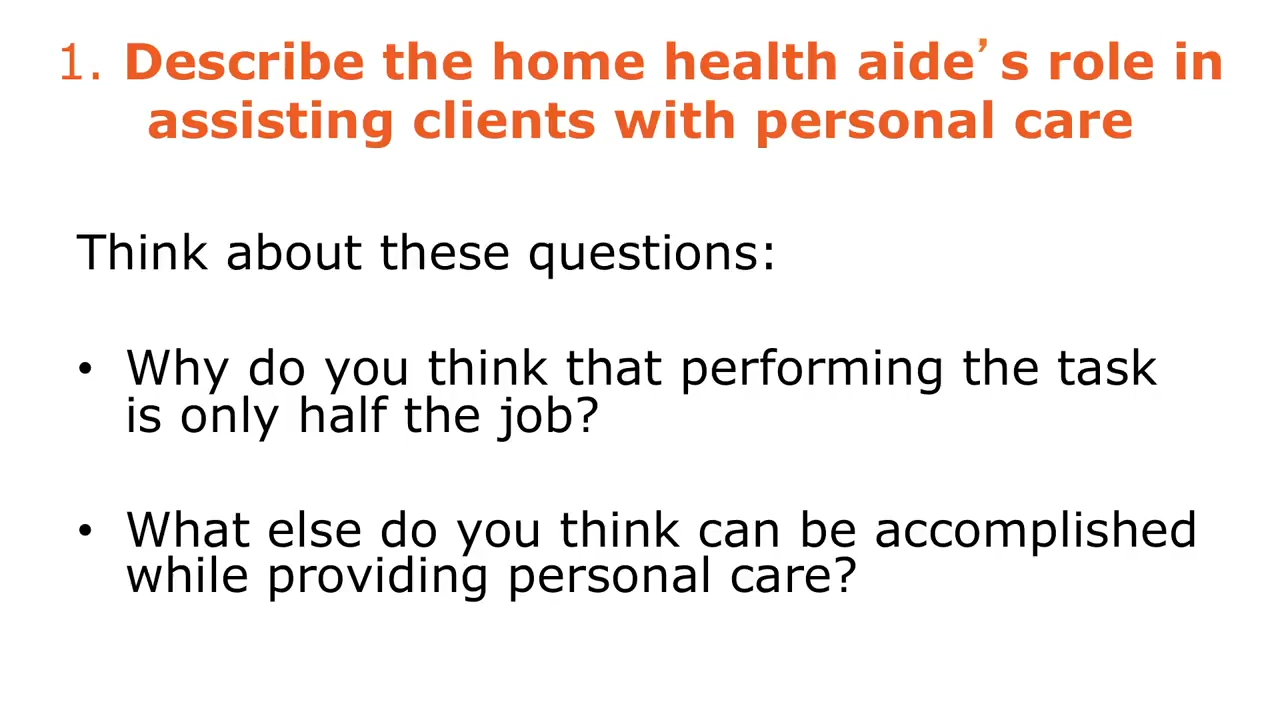 1. Describe the home health aide’s role in
assisting clients with personal care
Think about these questions:
• Why do you think that performing the task
is only half the job?
• What else do you think can be accomplished
while providing personal care?